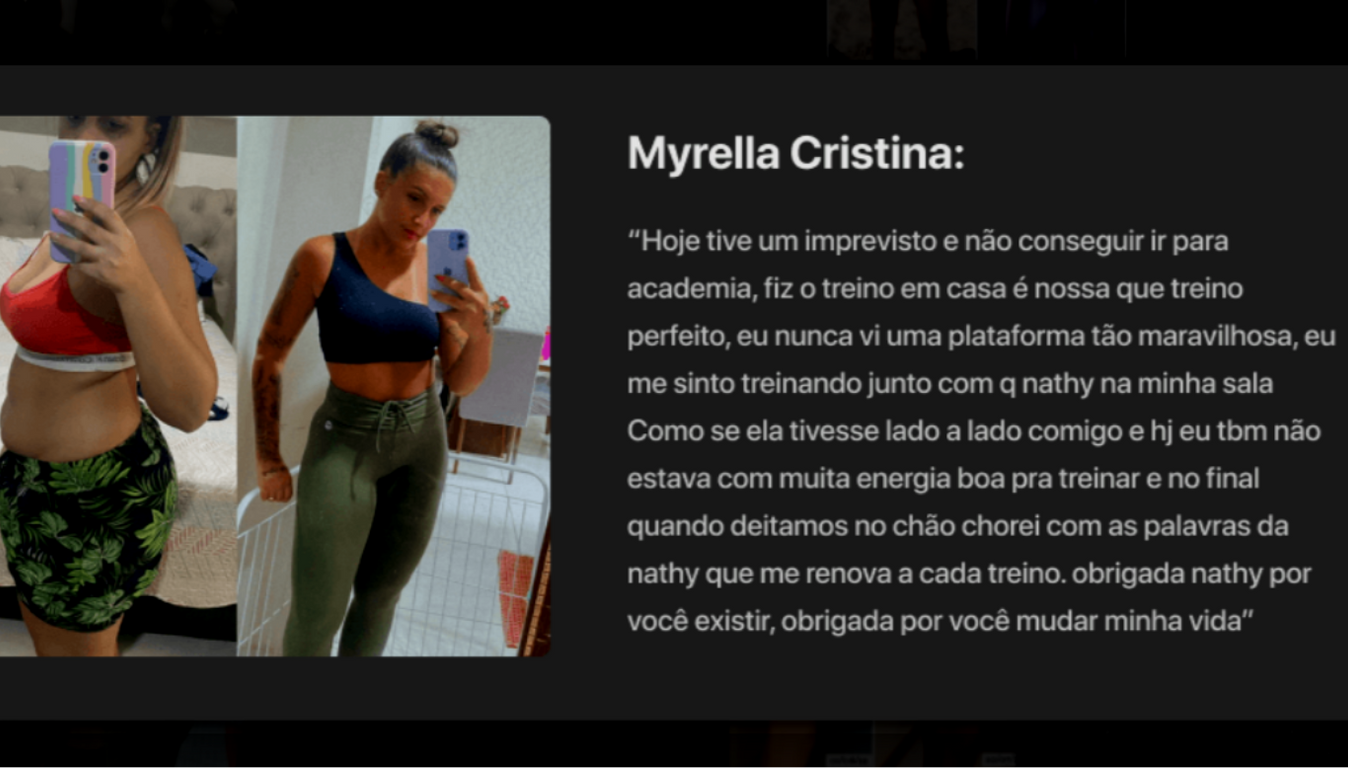 Myrella Cristina:
“Hoje tive um imprevisto e não conseguir ir para
academia, fiz o treino em casa é nossa que treino
perfeito, eu nunca vi uma plataforma tão maravilhosa, eu
me sinto treinando junto com q nathy na minha sala
Como se ela tivesse lado a lado comigo e hj eu tbm não
estava com muita energia boa pra treinar e no final
quando deitamos no chão chorei com as palavras da
nathy que me renova a cada treino. obrigada nathy por
você existir, obrigada por você mudar minha vida”